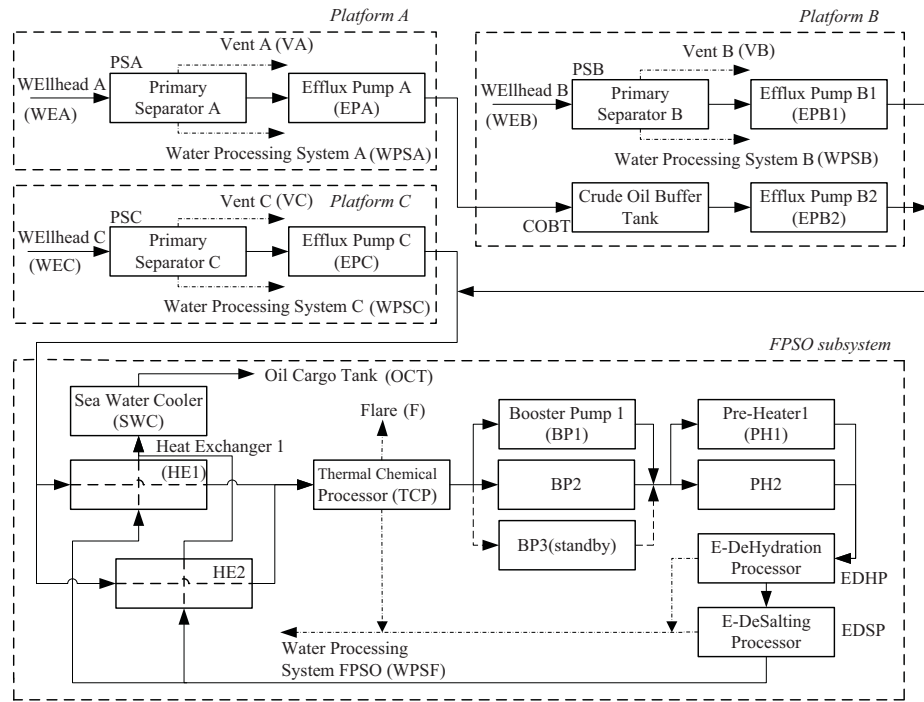 Platform A
Vent A (VA)
PSA
WEllhead A
(WEA)
Primary
Separator A
Efflux Pump A
(EPA)
Water Processing System A (WPSA)
Platform B
Vent B (VB)
PSB
WEllhead B
(WEB)
Primary
Separator B
Efflux Pump B1
(EPB1)
Water Processing System B (WPSB)
Crude Oil Buffer
Tank
COBT
Efflux Pump B2
(EPB2)
Platform C
Vent C (VC)
PSC
WEllhead C
(WEC)
Primary
Separator C
Efflux Pump C
(EPC)
Water Processing System C (WPSC)
FPSO subsystem
Oil Cargo Tank (OCT)
Sea Water Cooler
(SWC)
Heat Exchanger 1
(HE1)
HE2
Flare (F)
Thermal Chemical
Processor (TCP)
Booster Pump 1
(BP1)
BP2
BP3(standby)
Pre-Heater1
(PH1)
PH2
E-DeHydration
Processor
EDHP
E-DeSalting
Processor
EDSP
Water Processing
System FPSO (WPSF)